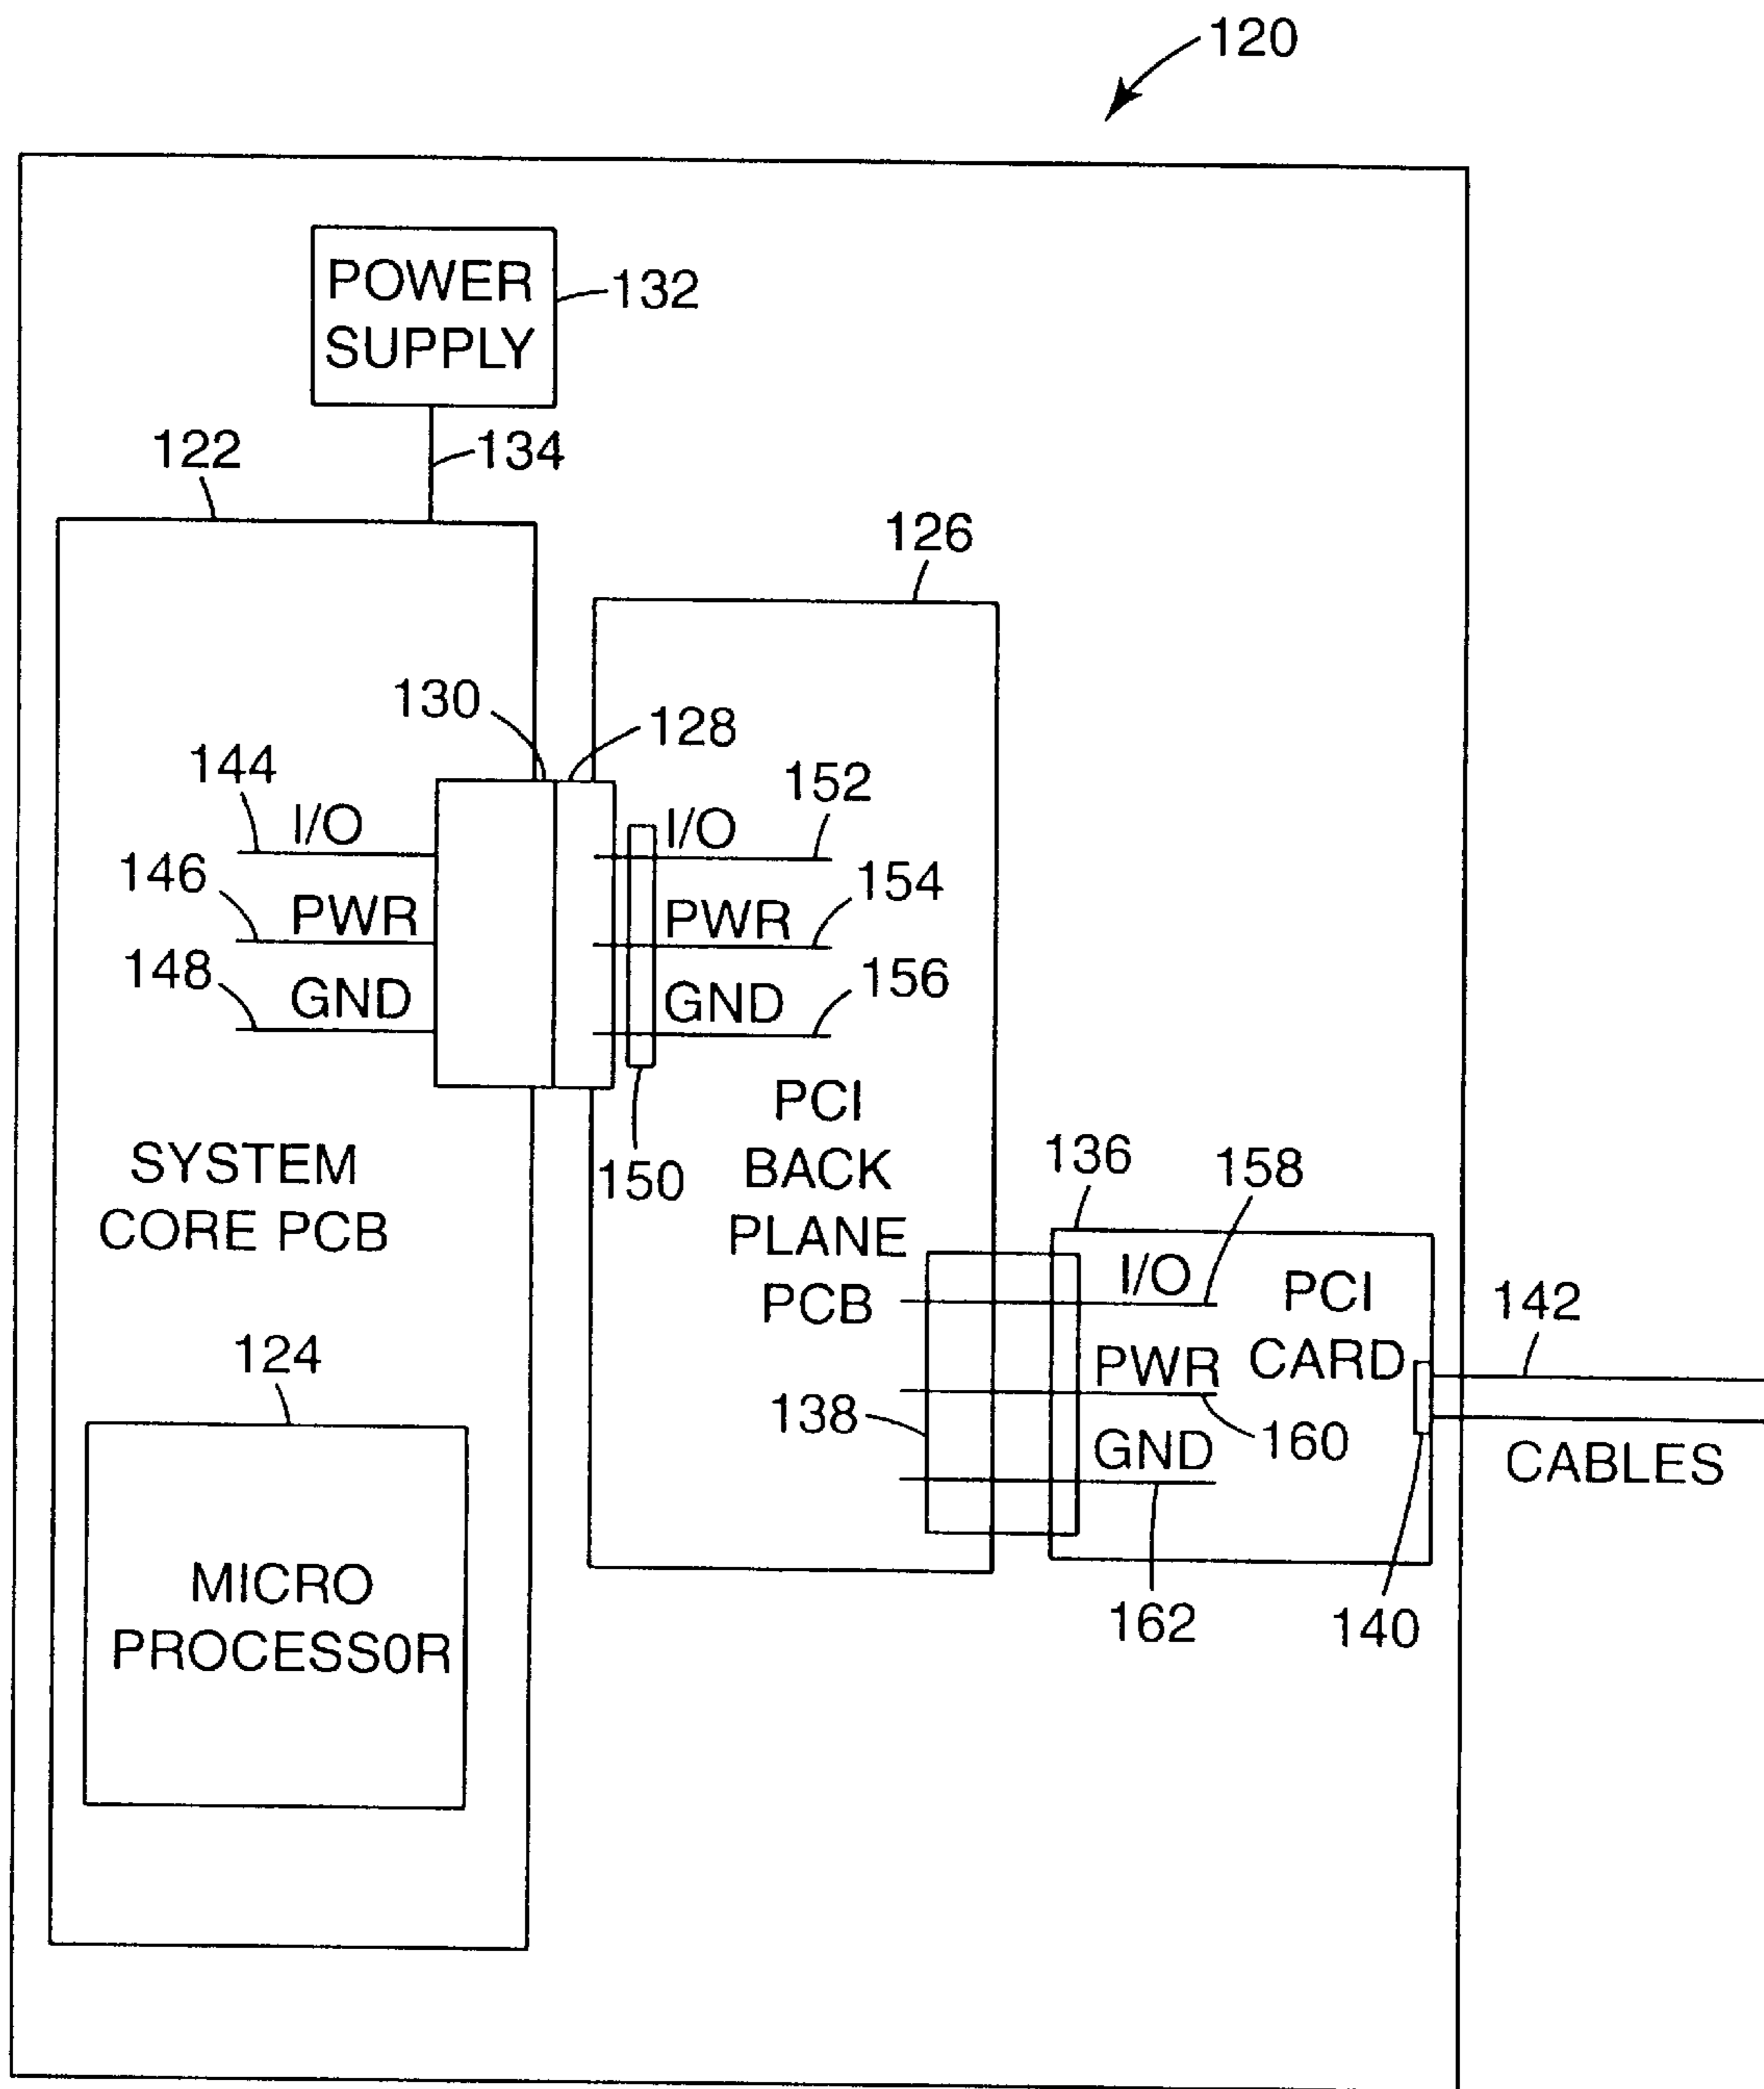 120
POWER
SUPPLY
132
134
122
126
130
128
144
I/O
I/O
152
146
PWR
PWR
154
148
GND
GND
156
150
SYSTEM
CORE PCB
PCI
BACK
PLANE
PCB
136
158
I/O
PCI
CARD
142
PWR
160
138
GND
CABLES
124
MICRO
PROCESS0R
162
140